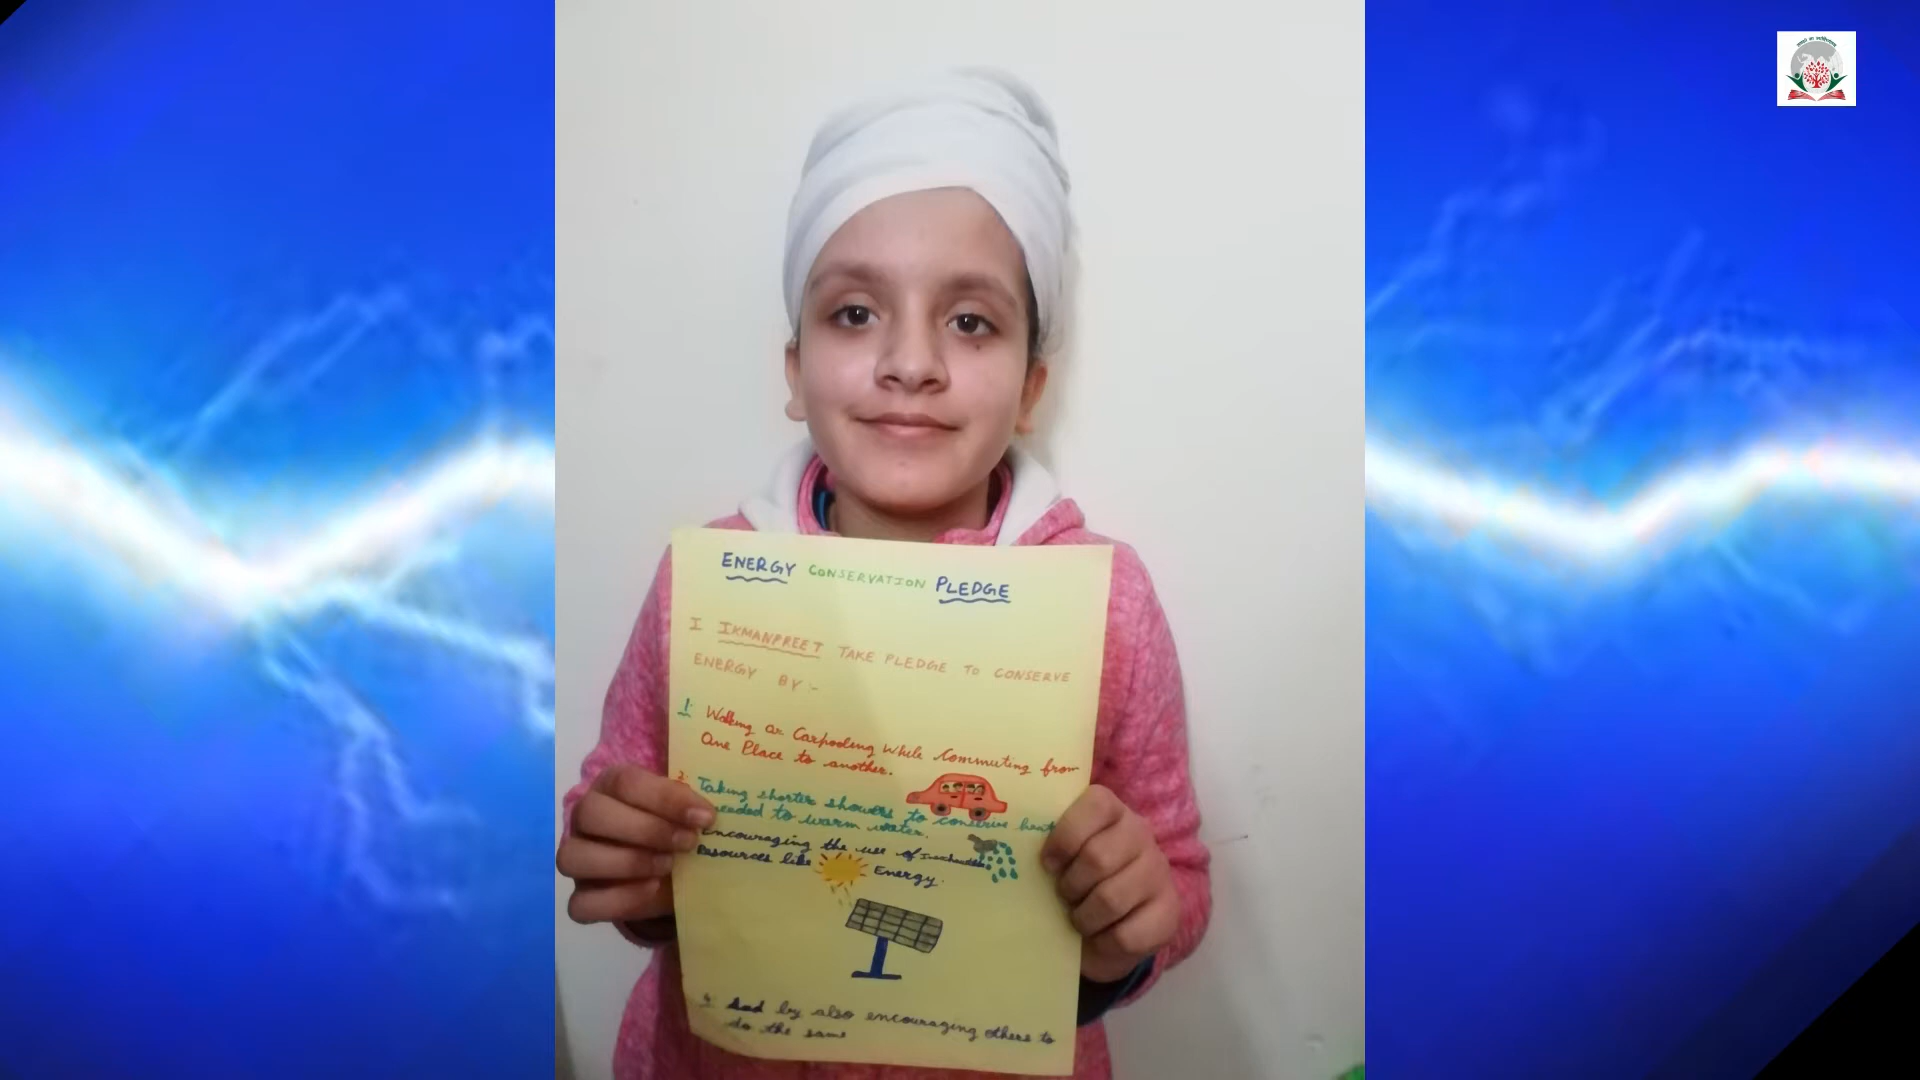 ENERGY CONSERVATION PLEDGE
I IKMANPREET TAKE PLEDGE TO CONSERVE
ENERGY BY :-
1. Walking or Carpooling while Commuting from
One Place to another.
2. Taking shorter showers to conserve heat
needed to warm water.
Encouraging the use of
Resources like Energy.
4. And by also encouraging others to
do the same